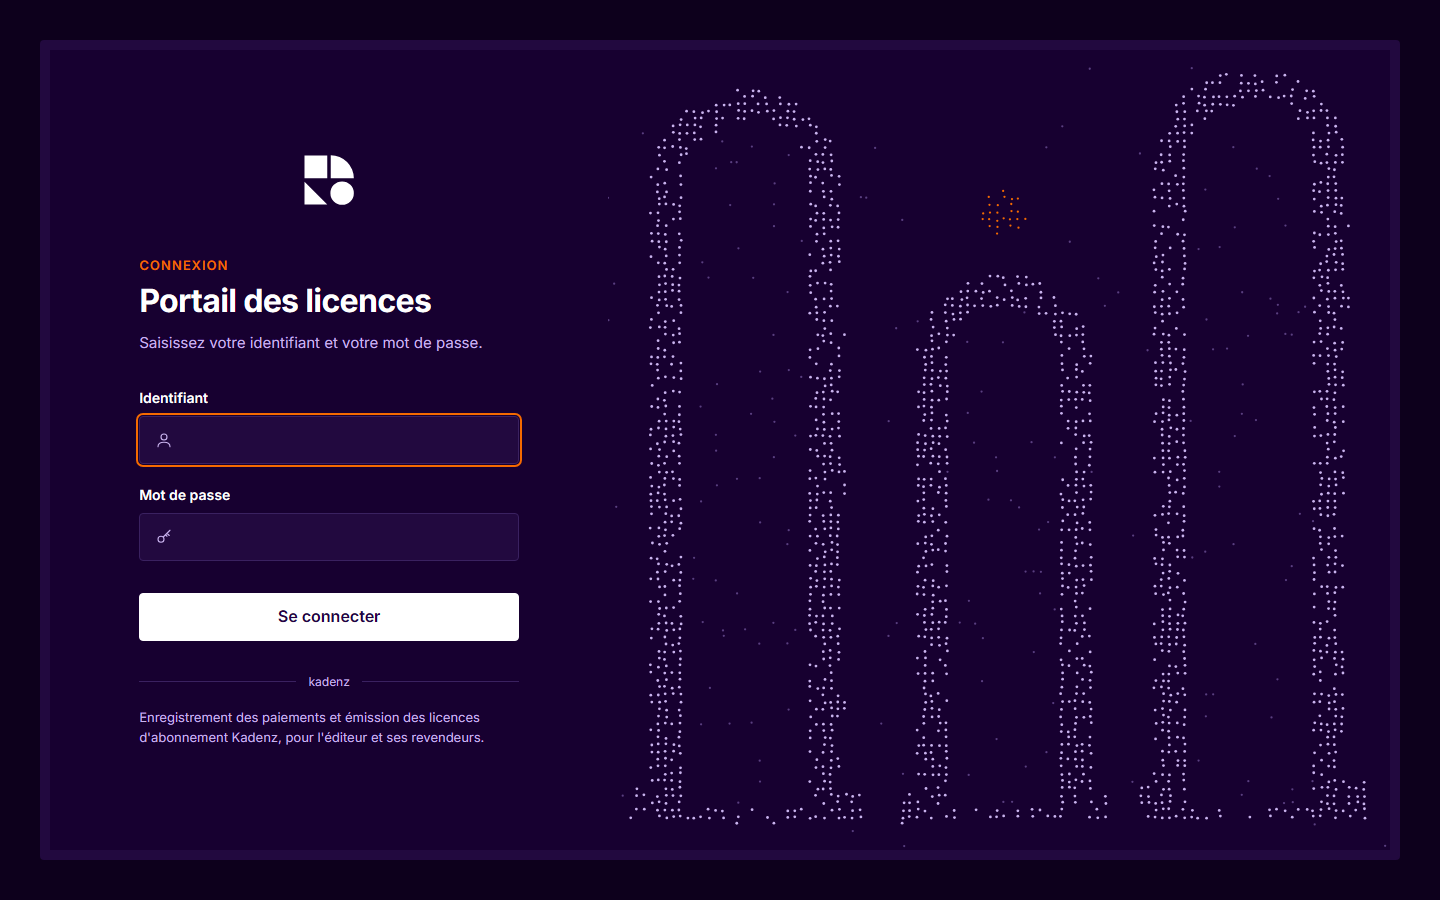 CONNEXION
Portail des licences
Saisissez votre identifiant et votre mot de passe.
Identifiant
Mot de passe
Se connecter
kadenz
Enregistrement des paiements et émission des licences
d'abonnement Kadenz, pour l'éditeur et ses revendeurs.